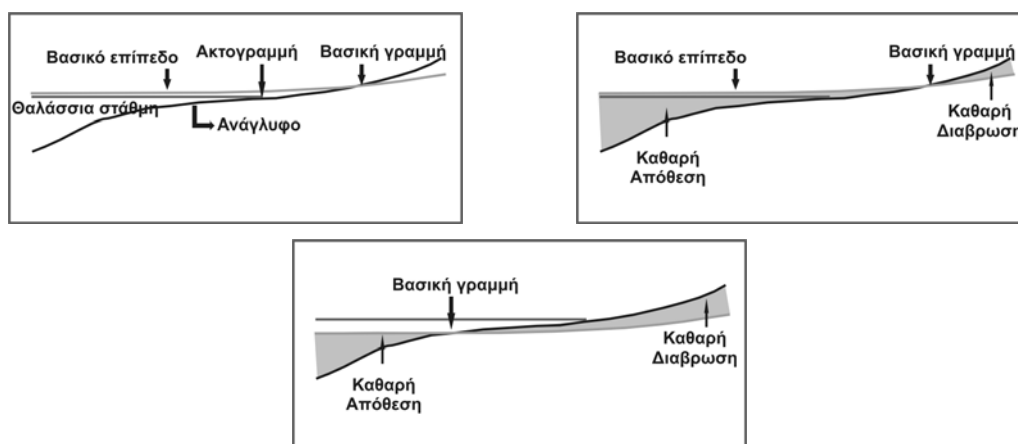 Βασικό επίπεδο
Ακτογραμμή
Βασική γραμμή
Θαλάσσια στάθμη
Ανάγλυφο
Βασικό επίπεδο
Βασική γραμμή
Καθαρή
Απόθεση
Καθαρή
Διαβρωση
Βασική γραμμή
Καθαρή
Απόθεση
Καθαρή
Διαβρωση